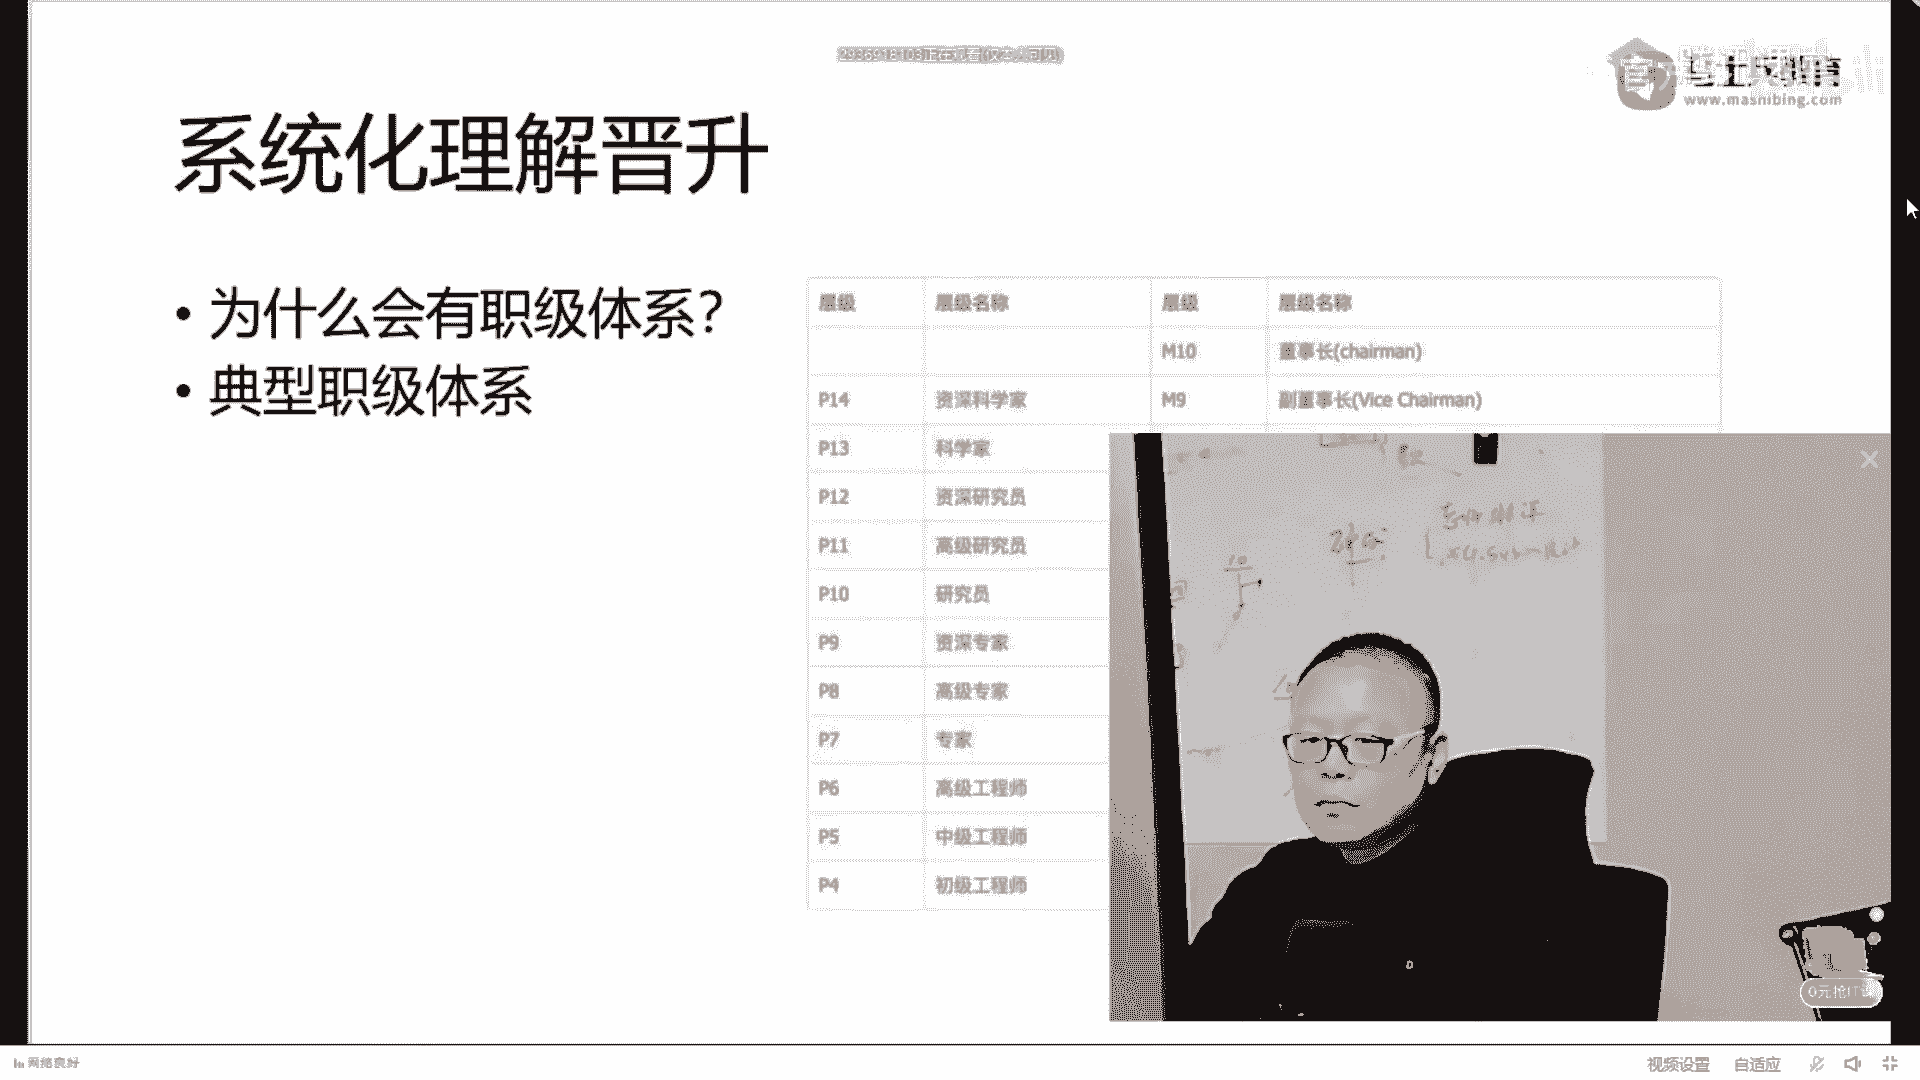 系统化理解晋升
www.mashibing.com
• 为什么会有职级体系？
• 典型职级体系
层级 层级名称 层级 层级名称
M10 董事长(chairman)
P14 资深科学家 M9 副董事长(Vice Chairman)
P13 科学家
P12 资深研究员
P11 高级研究员
P10 研究员
P9 资深专家
P8 高级专家
P7 专家
P6 高级工程师
P5 中级工程师
P4 初级工程师
0元抢IT课
网络良好
视频设置 自适应